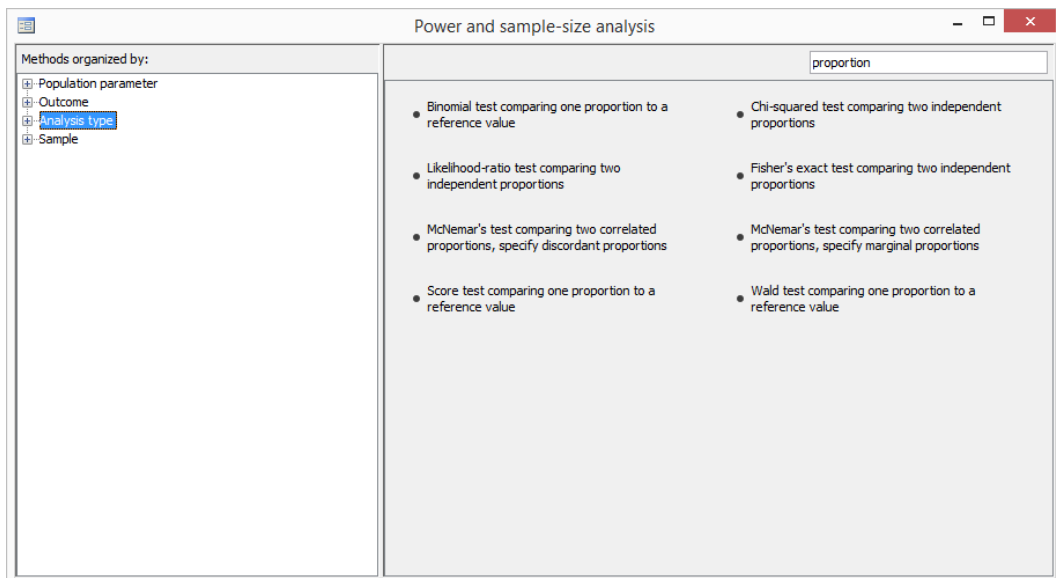 Power and sample-size analysis
Methods organized by:
Population parameter
Outcome
Analysis type
Sample
proportion
Binomial test comparing one proportion to a
reference value
Chi-squared test comparing two independent
proportions
Likelihood-ratio test comparing two
independent proportions
Fisher's exact test comparing two independent
proportions
McNemar's test comparing two correlated
proportions, specify discordant proportions
McNemar's test comparing two correlated
proportions, specify marginal proportions
Score test comparing one proportion to a
reference value
Wald test comparing one proportion to a
reference value